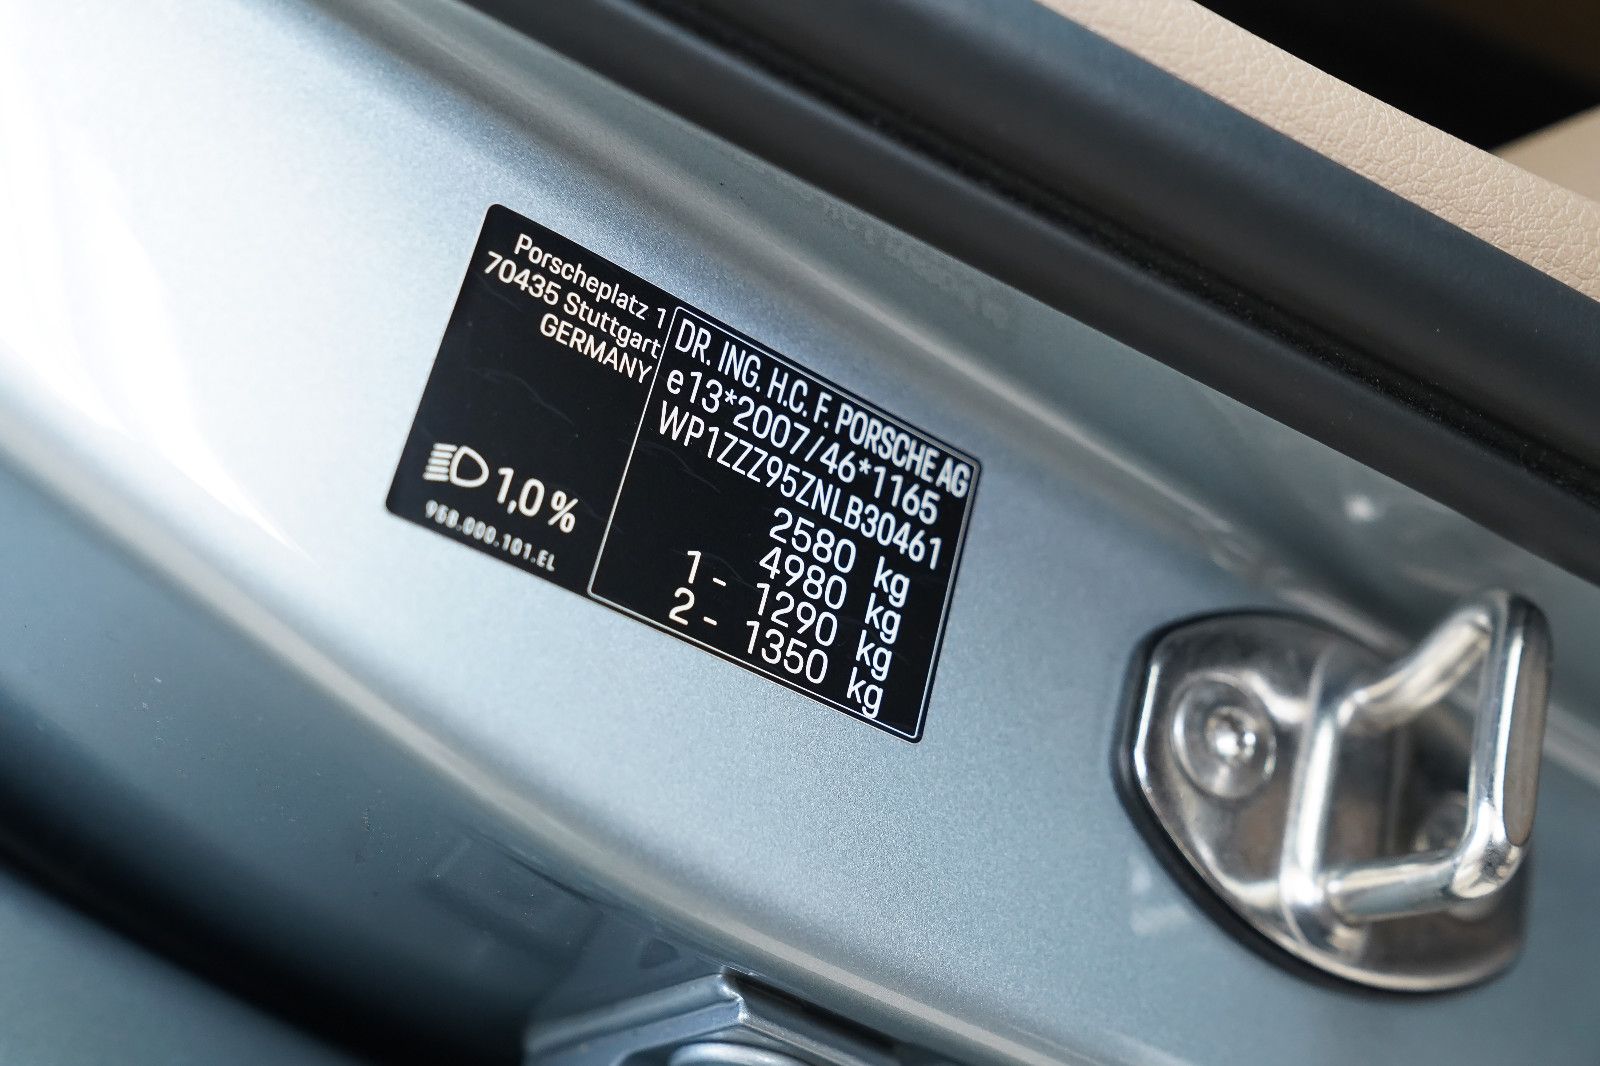 Porscheplatz 1
70435 Stuttgart
GERMANY
1,0 %
958.000.101.EL
DR. ING. H.C. F. PORSCHE AG
e13*2007/46*1165
WP1ZZZ95ZNLB30461
2580 kg
4980 kg
1 - 1290 kg
2 - 1350 kg